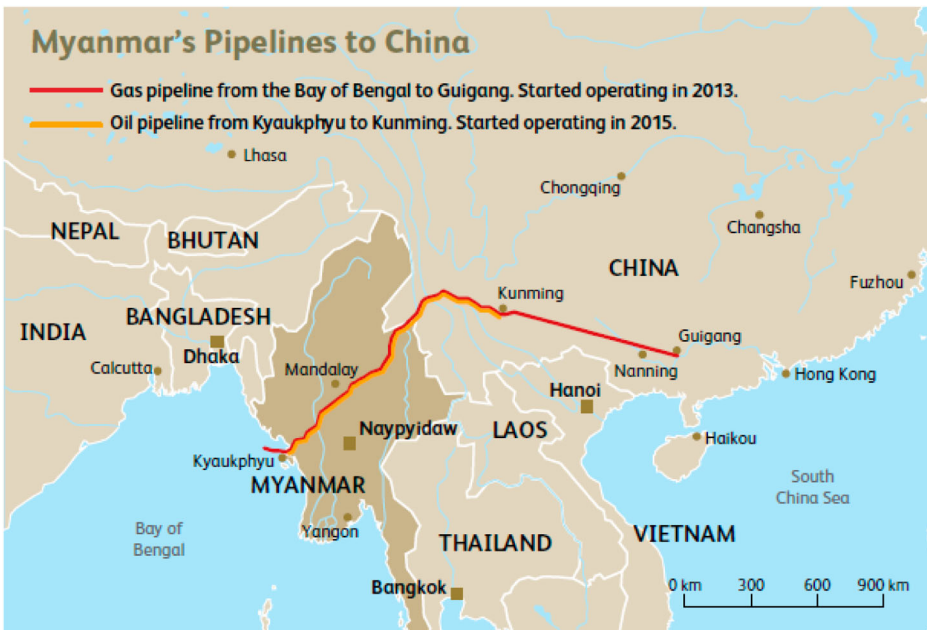 Myanmar's Pipelines to China
Gas pipeline from the Bay of Bengal to Guigang. Started operating in 2013.
Oil pipeline from Kyaukphyu to Kunming. Started operating in 2015.
Lhasa
Chongqing
Changsha
NEPAL
BHUTAN
CHINA
Fuzhou
Kunming
INDIA
BANGLADESH
Dhaka
Guigang
Calcutta
Mandalay
Nanning
Hong Kong
Hanoi
Naypyidaw
LAOS
Haikou
Kyaukphyu
MYANMAR
South
China Sea
Bay of
Bengal
Yangon
THAILAND
VIETNAM
Bangkok
0 km 300 600 900 km